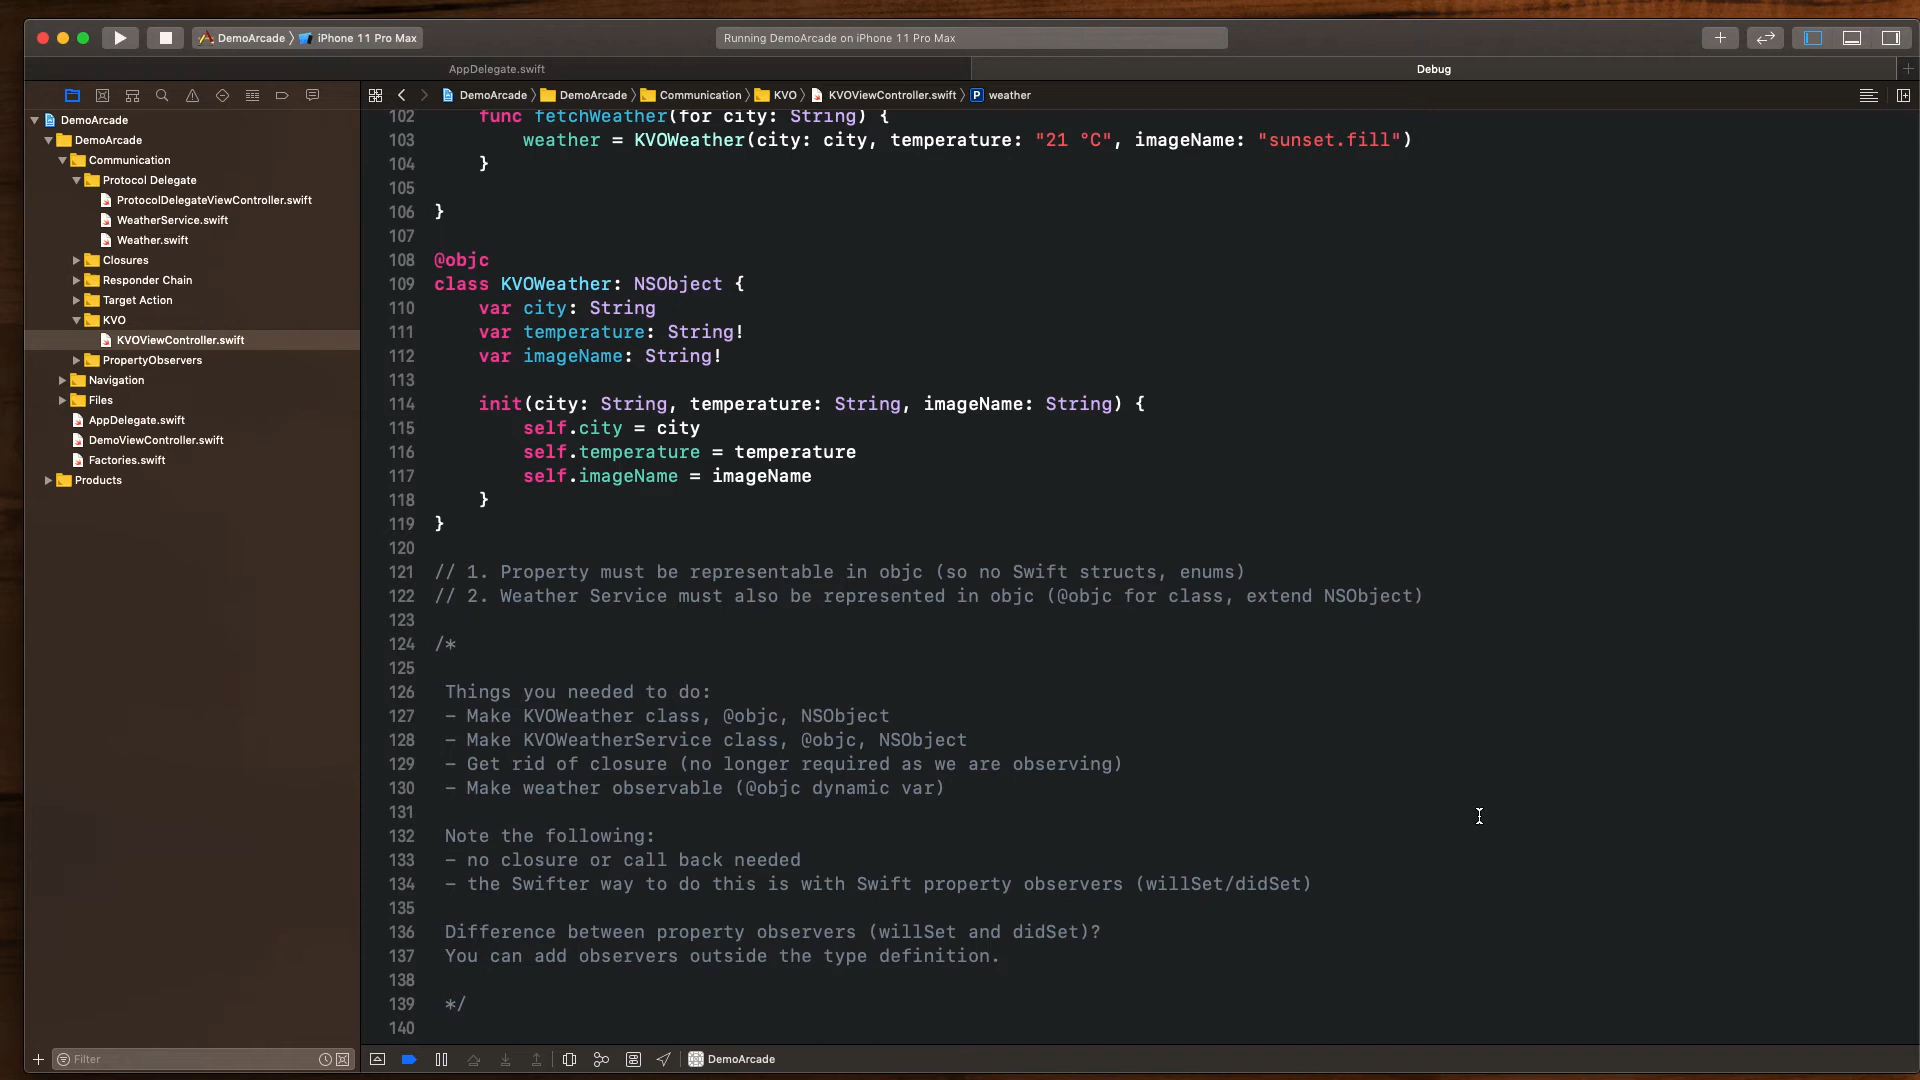 DemoArcade
iPhone 11 Pro Max
Running DemoArcade on iPhone 11 Pro Max
AppDelegate.swift
Debug
DemoArcade
DemoArcade
Communication
KVO
KVOViewController.swift
P
weather
DemoArcade
DemoArcade
Communication
Protocol Delegate
ProtocolDelegateViewController.swift
WeatherService.swift
Weather.swift
Closures
Responder Chain
Target Action
KVO
KVOViewController.swift
PropertyObservers
Navigation
Files
AppDelegate.swift
DemoViewController.swift
Factories.swift
Products
Filter
102 func fetchWeather(for city: String) {
103 weather = KVOWeather(city: city, temperature: "21 °C", imageName: "sunset.fill")
104 }
105
106 }
107
108 @objc
109 class KVOWeather: NSObject {
110 var city: String
111 var temperature: String!
112 var imageName: String!
113
114 init(city: String, temperature: String, imageName: String) {
115 self.city = city
116 self.temperature = temperature
117 self.imageName = imageName
118 }
119 }
120
121 // 1. Property must be representable in objc (so no Swift structs, enums)
122 // 2. Weather Service must also be represented in objc (@objc for class, extend NSObject)
123
124 /*
125
126 Things you needed to do:
127 - Make KVOWeather class, @objc, NSObject
128 - Make KVOWeatherService class, @objc, NSObject
129 - Get rid of closure (no longer required as we are observing)
130 - Make weather observable (@objc dynamic var)
131
132 Note the following:
133 - no closure or call back needed
134 - the Swifter way to do this is with Swift property observers (willSet/didSet)
135
136 Difference between property observers (willSet and didSet)?
137 You can add observers outside the type definition.
138
139 */
140
DemoArcade